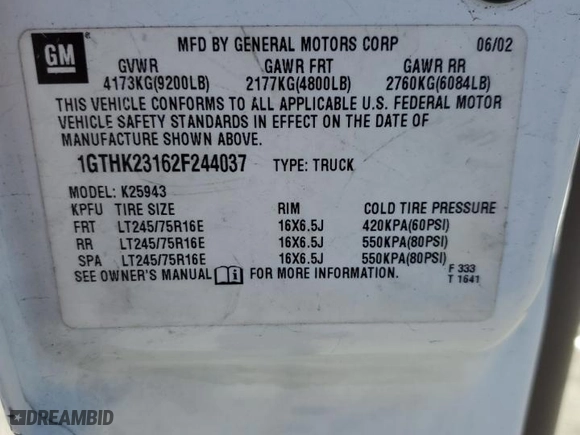 GM
MFD BY GENERAL MOTORS CORP 06/02
GVWR GAWR FRT GAWR RR
4173KG(9200LB) 2177KG(4800LB) 2760KG(6084LB)
THIS VEHICLE CONFORMS TO ALL APPLICABLE U.S. FEDERAL MOTOR
VEHICLE SAFETY STANDARDS IN EFFECT ON THE DATE OF
MANUFACTURE SHOWN ABOVE.
1GTHK23162F244037 TYPE: TRUCK
MODEL: K25943
KPFU TIRE SIZE RIM COLD TIRE PRESSURE
FRT LT245/75R16E 16X6.5J 420KPA(60PSI)
RR LT245/75R16E 16X6.5J 550KPA(80PSI)
SPA LT245/75R16E 16X6.5J 550KPA(80PSI)
SEE OWNER'S MANUAL FOR MORE INFORMATION.
F 333
T 1641
DREAMBID